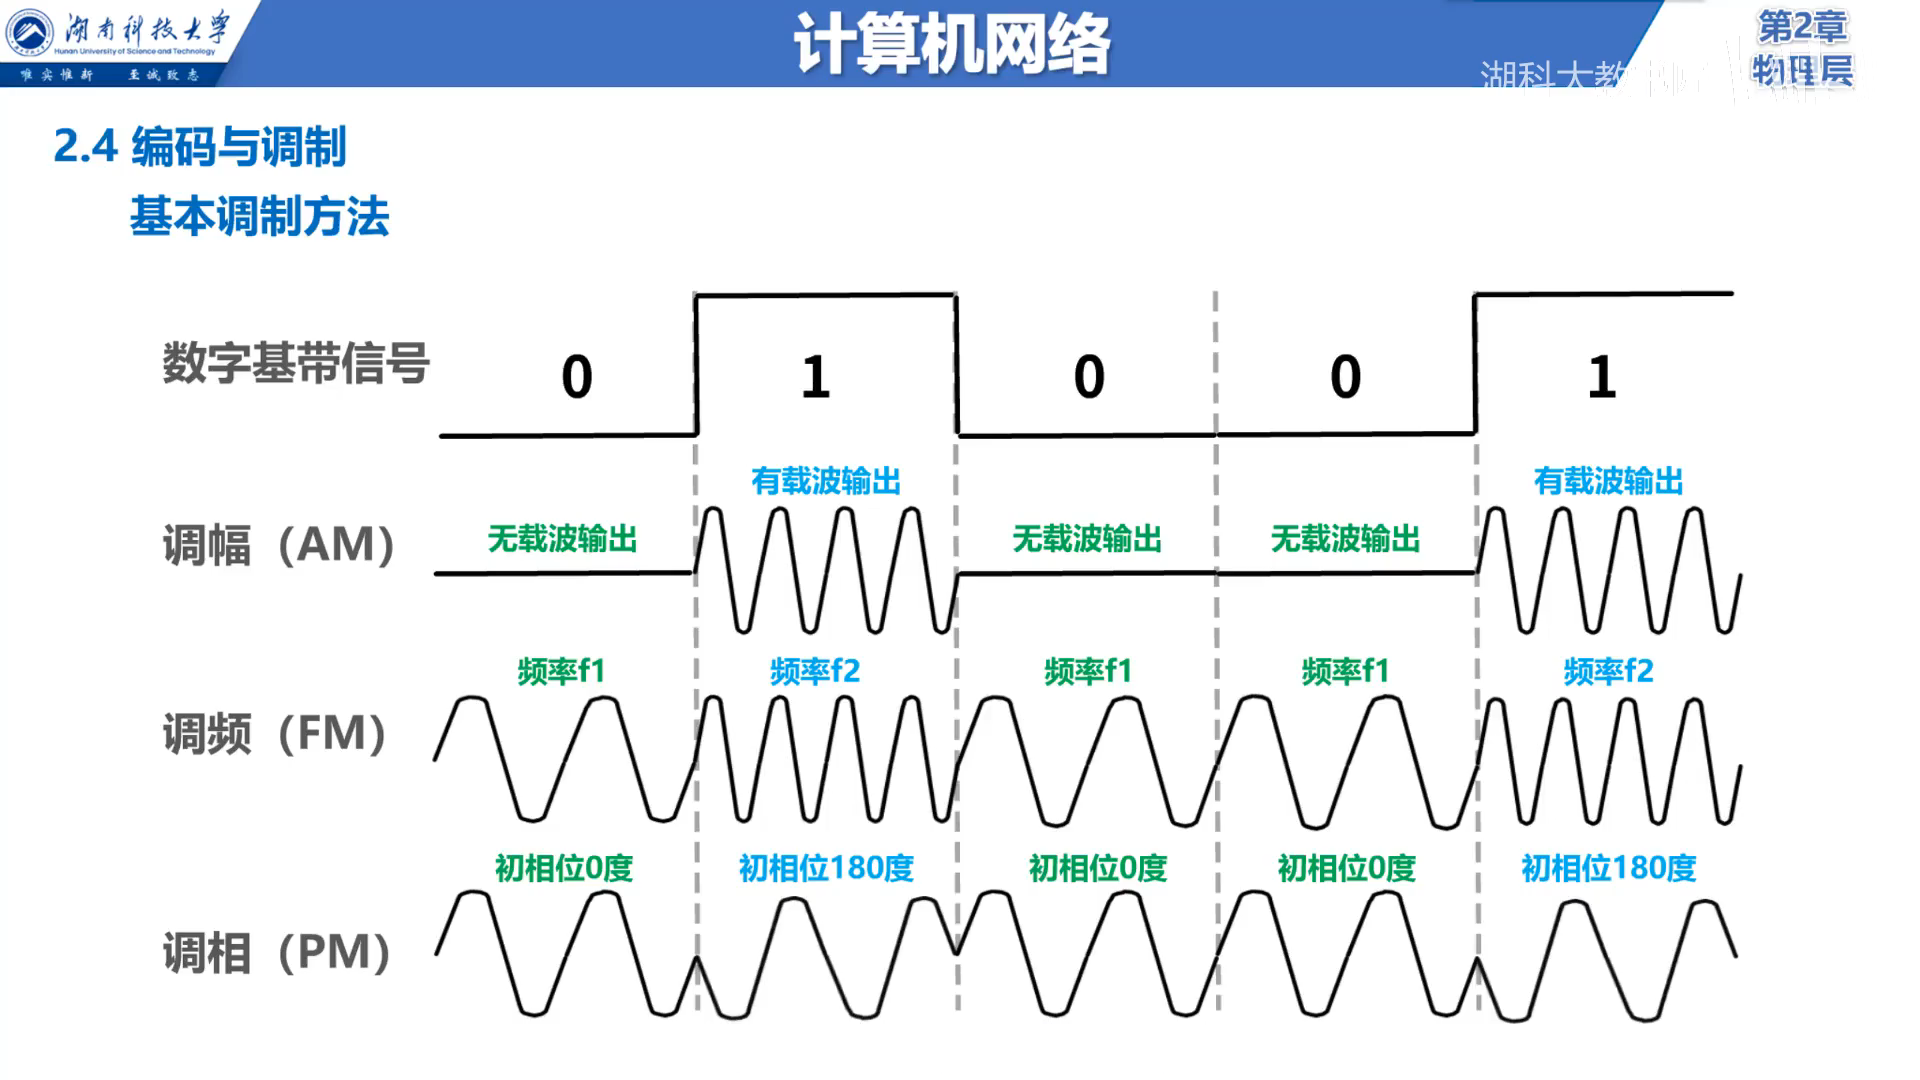 湖南科技大学
Hunan University of Science and Technology
唯实惟新 至诚致志
计算机网络
第2章
物理层
湖科大教书匠
2.4 编码与调制
基本调制方法
数字基带信号
0 1 0 0 1
有载波输出 有载波输出
调幅（AM）
无载波输出 无载波输出 无载波输出
频率f1 频率f2 频率f1 频率f1 频率f2
调频（FM）
初相位0度 初相位180度 初相位0度 初相位0度 初相位180度
调相（PM）